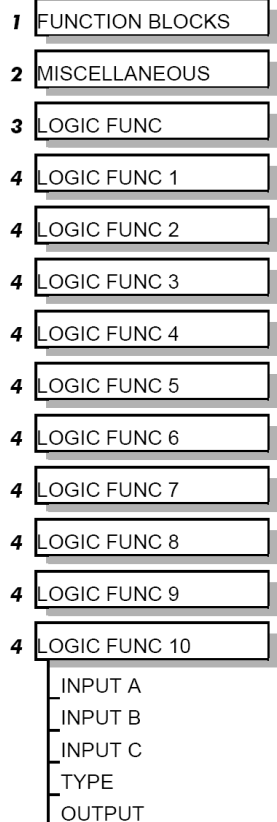 1 FUNCTION BLOCKS
2 MISCELLANEOUS
3 LOGIC FUNC
4 LOGIC FUNC 1
4 LOGIC FUNC 2
4 LOGIC FUNC 3
4 LOGIC FUNC 4
4 LOGIC FUNC 5
4 LOGIC FUNC 6
4 LOGIC FUNC 7
4 LOGIC FUNC 8
4 LOGIC FUNC 9
4 LOGIC FUNC 10
INPUT A
INPUT B
INPUT C
TYPE
OUTPUT